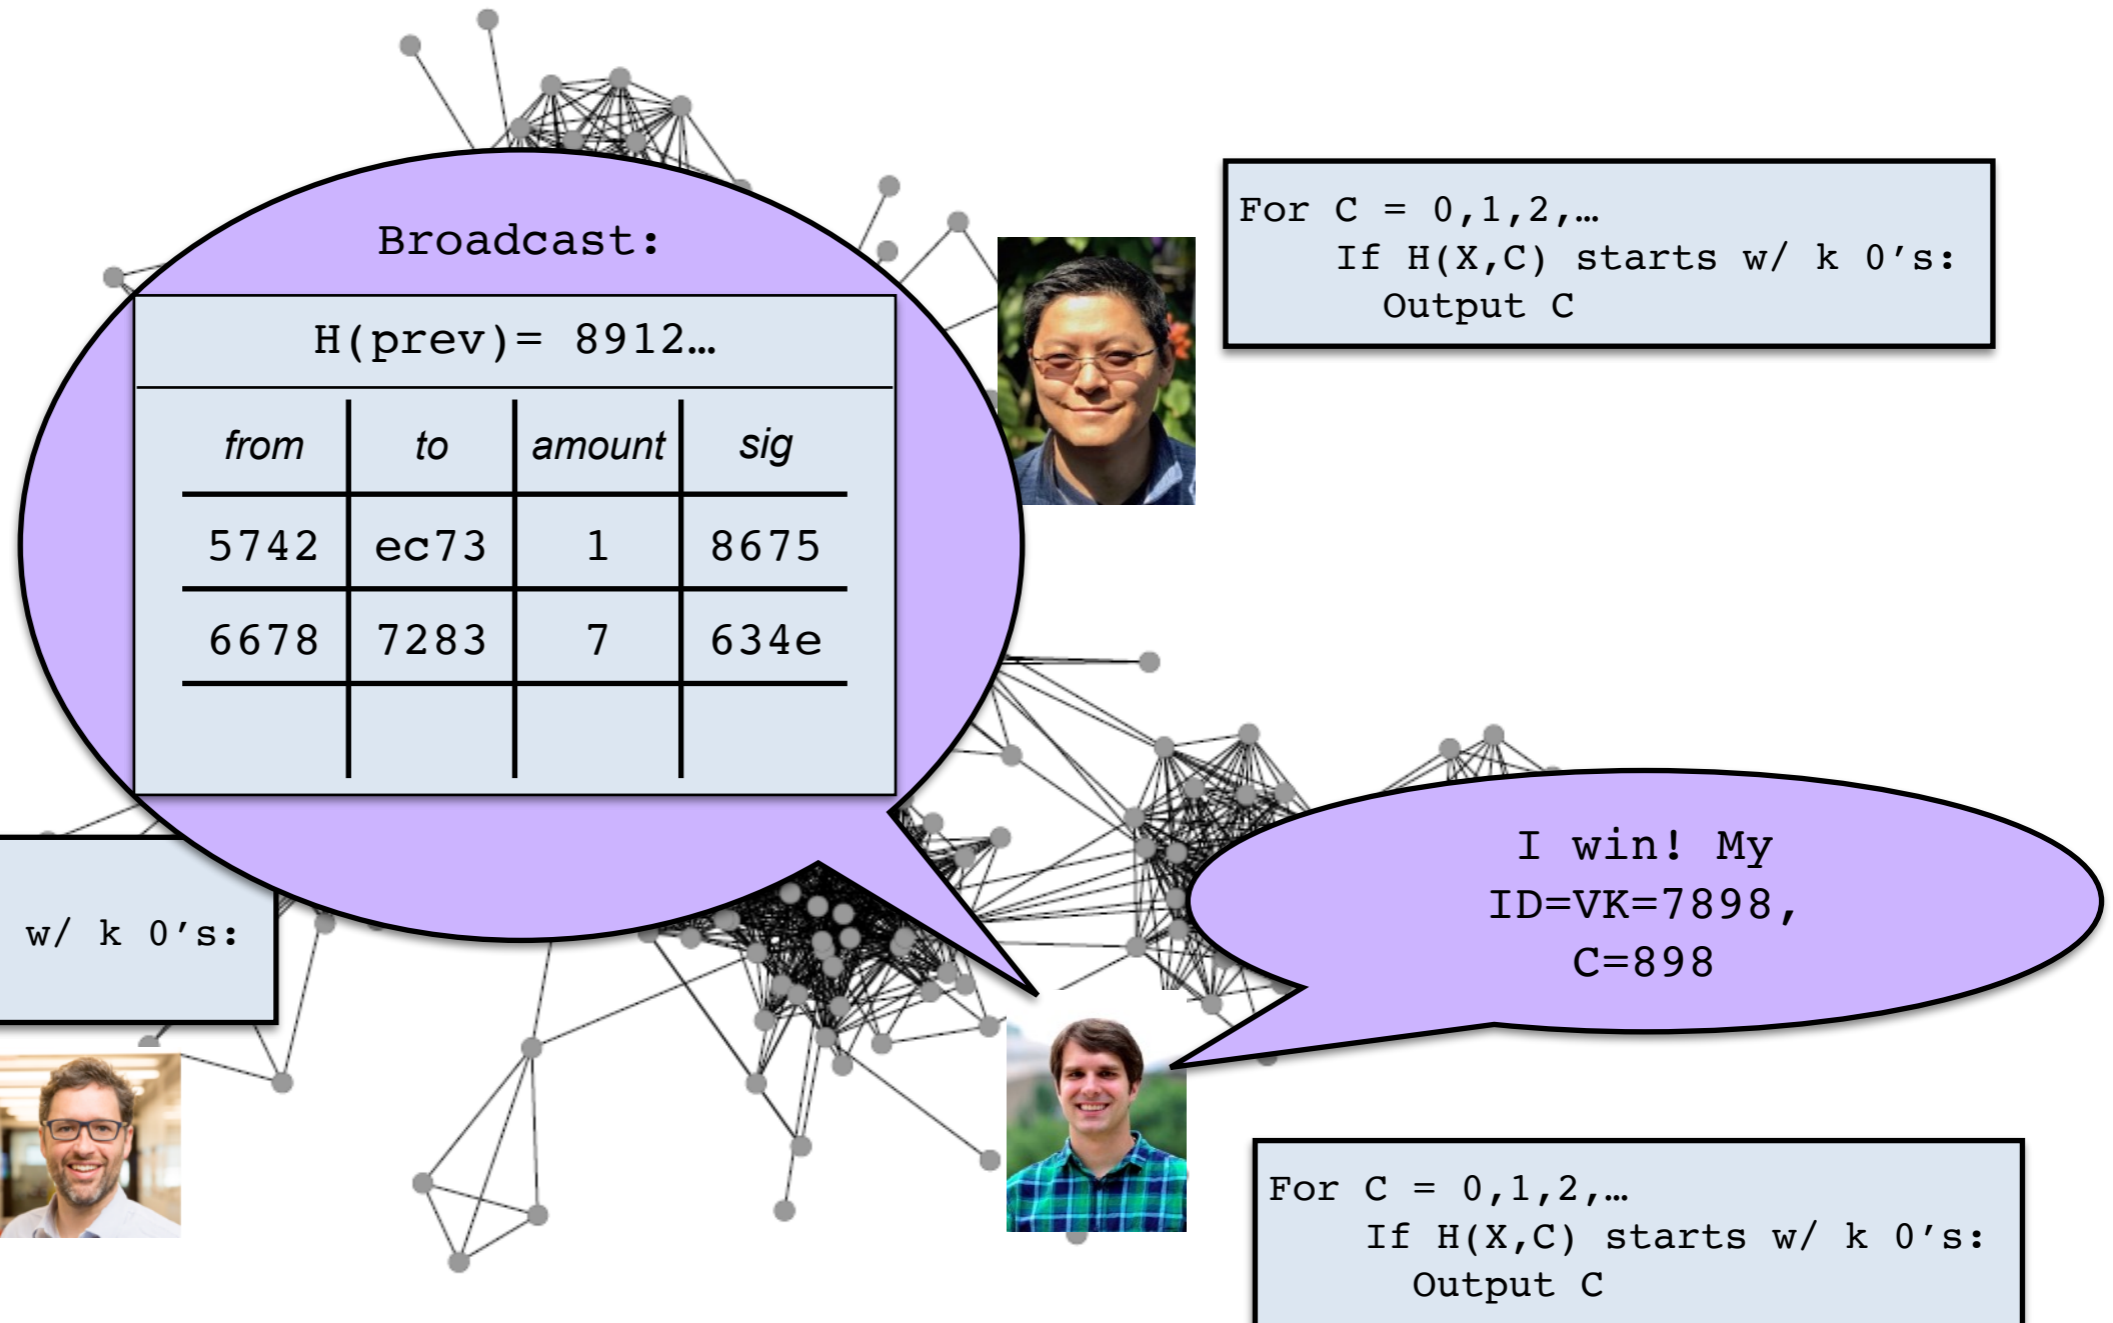 Broadcast:
H(prev)= 8912…
from to amount sig
5742 ec73 1 8675
6678 7283 7 634e
For C = 0,1,2,…
If H(X,C) starts w/ k 0's:
Output C
w/ k 0's:
I win! My
ID=VK=7898,
C=898
For C = 0,1,2,…
If H(X,C) starts w/ k 0's:
Output C